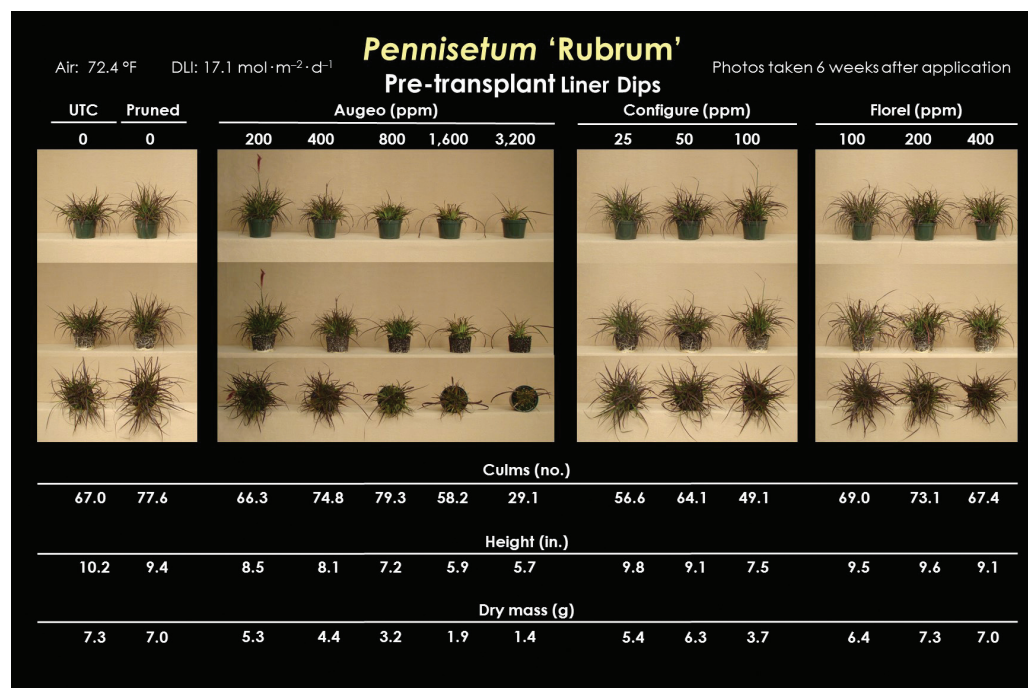 Pennisetum ‘Rubrum’
Air: 72.4 °F DLI: 17.1 mol·m⁻²·d⁻¹ Photos taken 6 weeks after application
Pre-transplant Liner Dips
UTC Pruned Augeo (ppm) Configure (ppm) Florel (ppm)
0 0 200 400 800 1,600 3,200 25 50 100 100 200 400
Culms (no.)
67.0 77.6 66.3 74.8 79.3 58.2 29.1 56.6 64.1 49.1 69.0 73.1 67.4
Height (in.)
10.2 9.4 8.5 8.1 7.2 5.9 5.7 9.8 9.1 7.5 9.5 9.6 9.1
Dry mass (g)
7.3 7.0 5.3 4.4 3.2 1.9 1.4 5.4 6.3 3.7 6.4 7.3 7.0